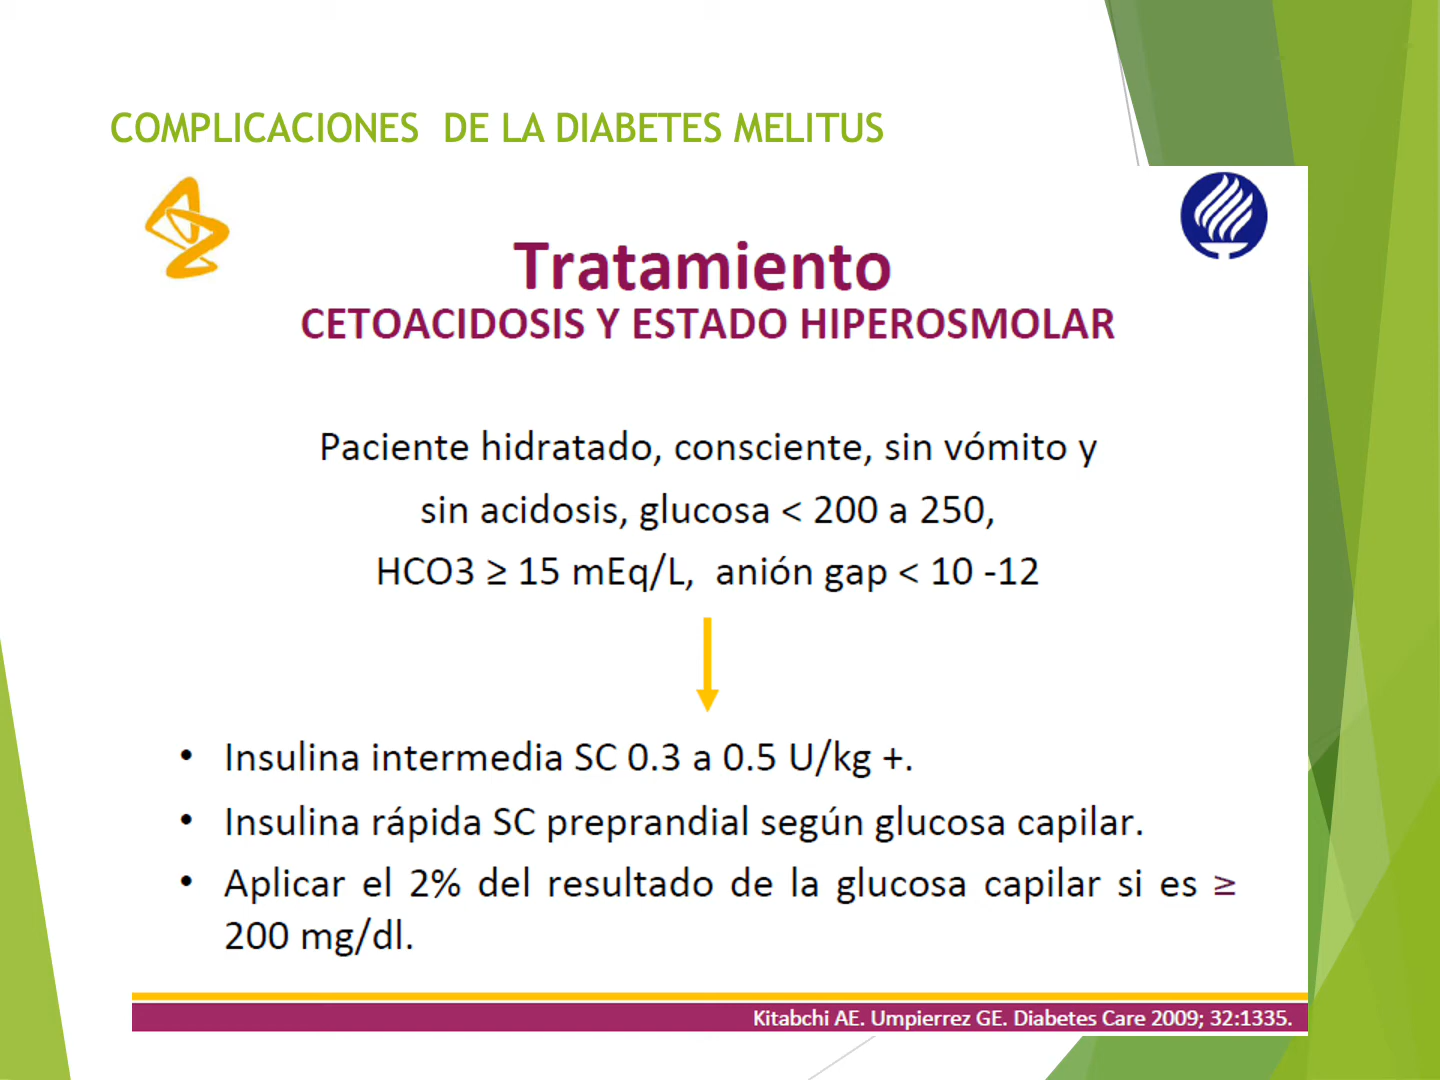 COMPLICACIONES DE LA DIABETES MELITUS
Tratamiento
CETOACIDOSIS Y ESTADO HIPEROSMOLAR
Paciente hidratado, consciente, sin vómito y
sin acidosis, glucosa < 200 a 250,
HCO3 ≥ 15 mEq/L, anión gap < 10 -12
• Insulina intermedia SC 0.3 a 0.5 U/kg +.
• Insulina rápida SC preprandial según glucosa capilar.
• Aplicar el 2% del resultado de la glucosa capilar si es ≥
200 mg/dl.
Kitabchi AE. Umpierrez GE. Diabetes Care 2009; 32:1335.